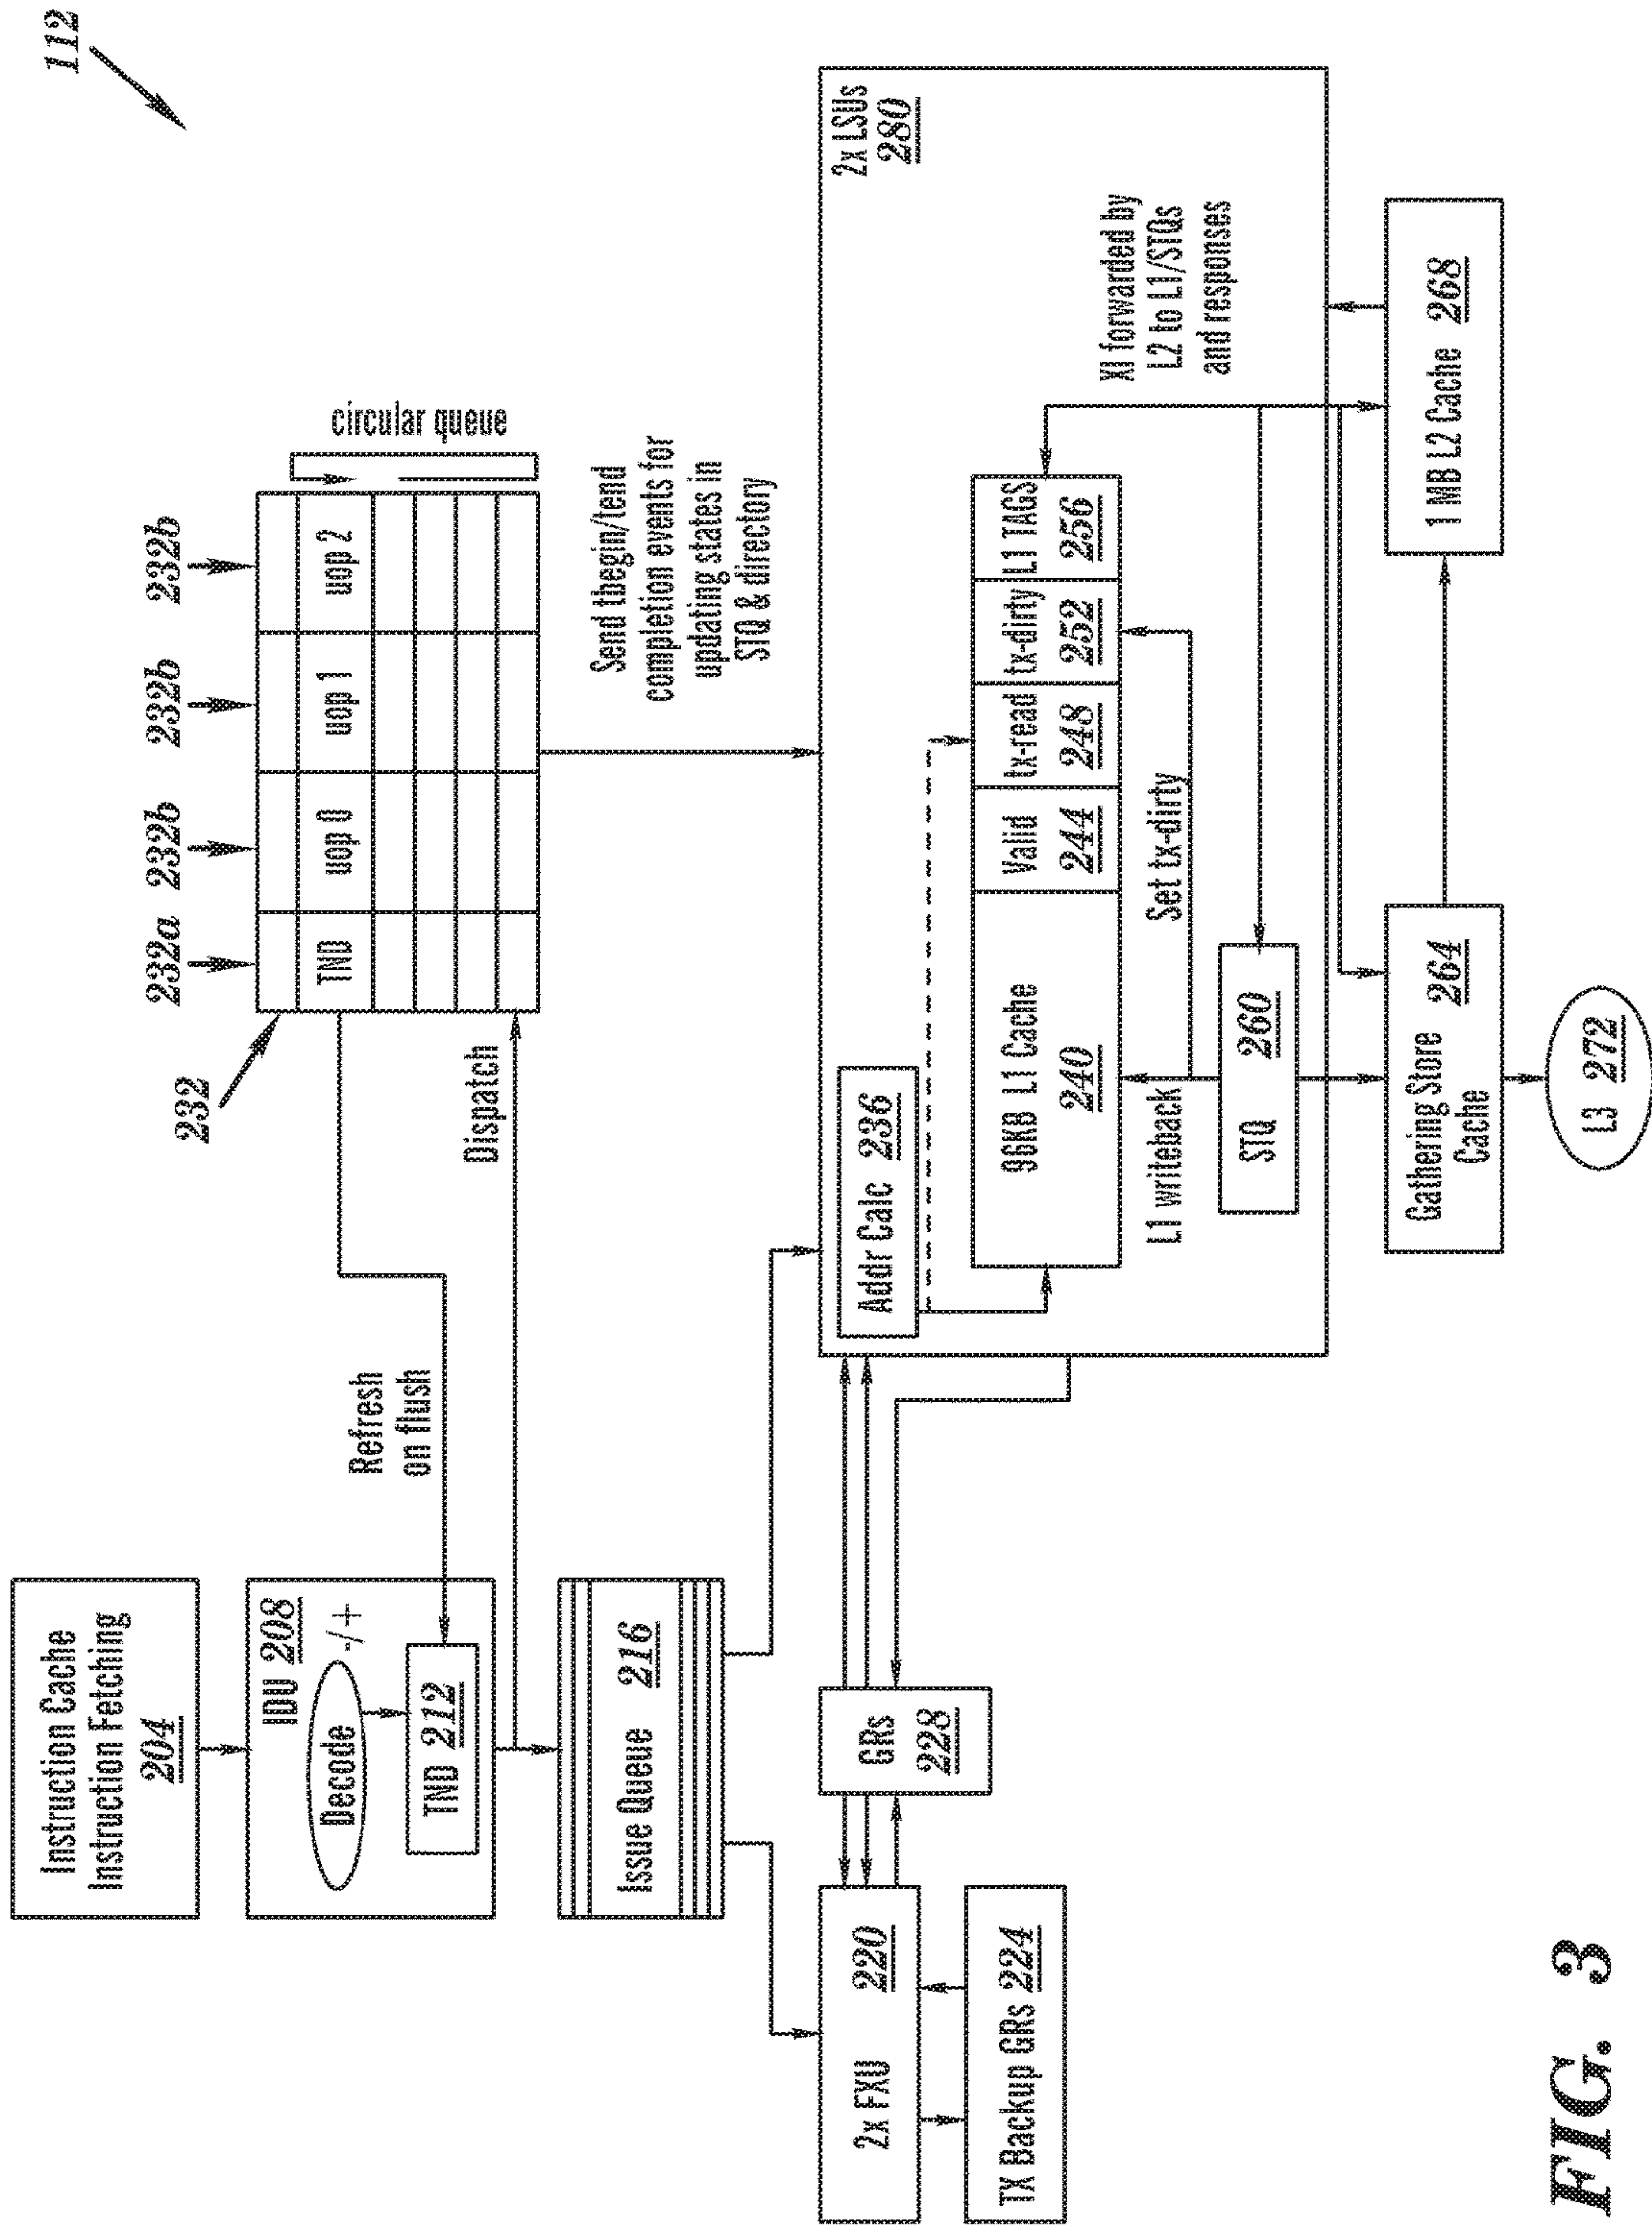 112
Instruction Cache
Instruction Fetching
204
IDU 208
Decode
-/+
TND 212
Refresh
on flush
Dispatch
232
232a
232b
232b
232b
TND
uop 0
uop 1
uop 2
circular queue
Issue Queue 216
Send tbegin/tend
completion events for
updating states in
STQ & directory
2x FXU 220
TX Backup GRs 224
GRs
228
2x LSUs
280
Addr Calc 236
96KB L1 Cache
240
Valid
244
tx-read
248
tx-dirty
252
L1 TAGS
256
XI forwarded by
L2 to L1/STQs
and responses
L1 writeback
Set tx-dirty
STQ 260
Gathering Store
Cache 264
1 MB L2 Cache 268
L3 272
FIG. 3